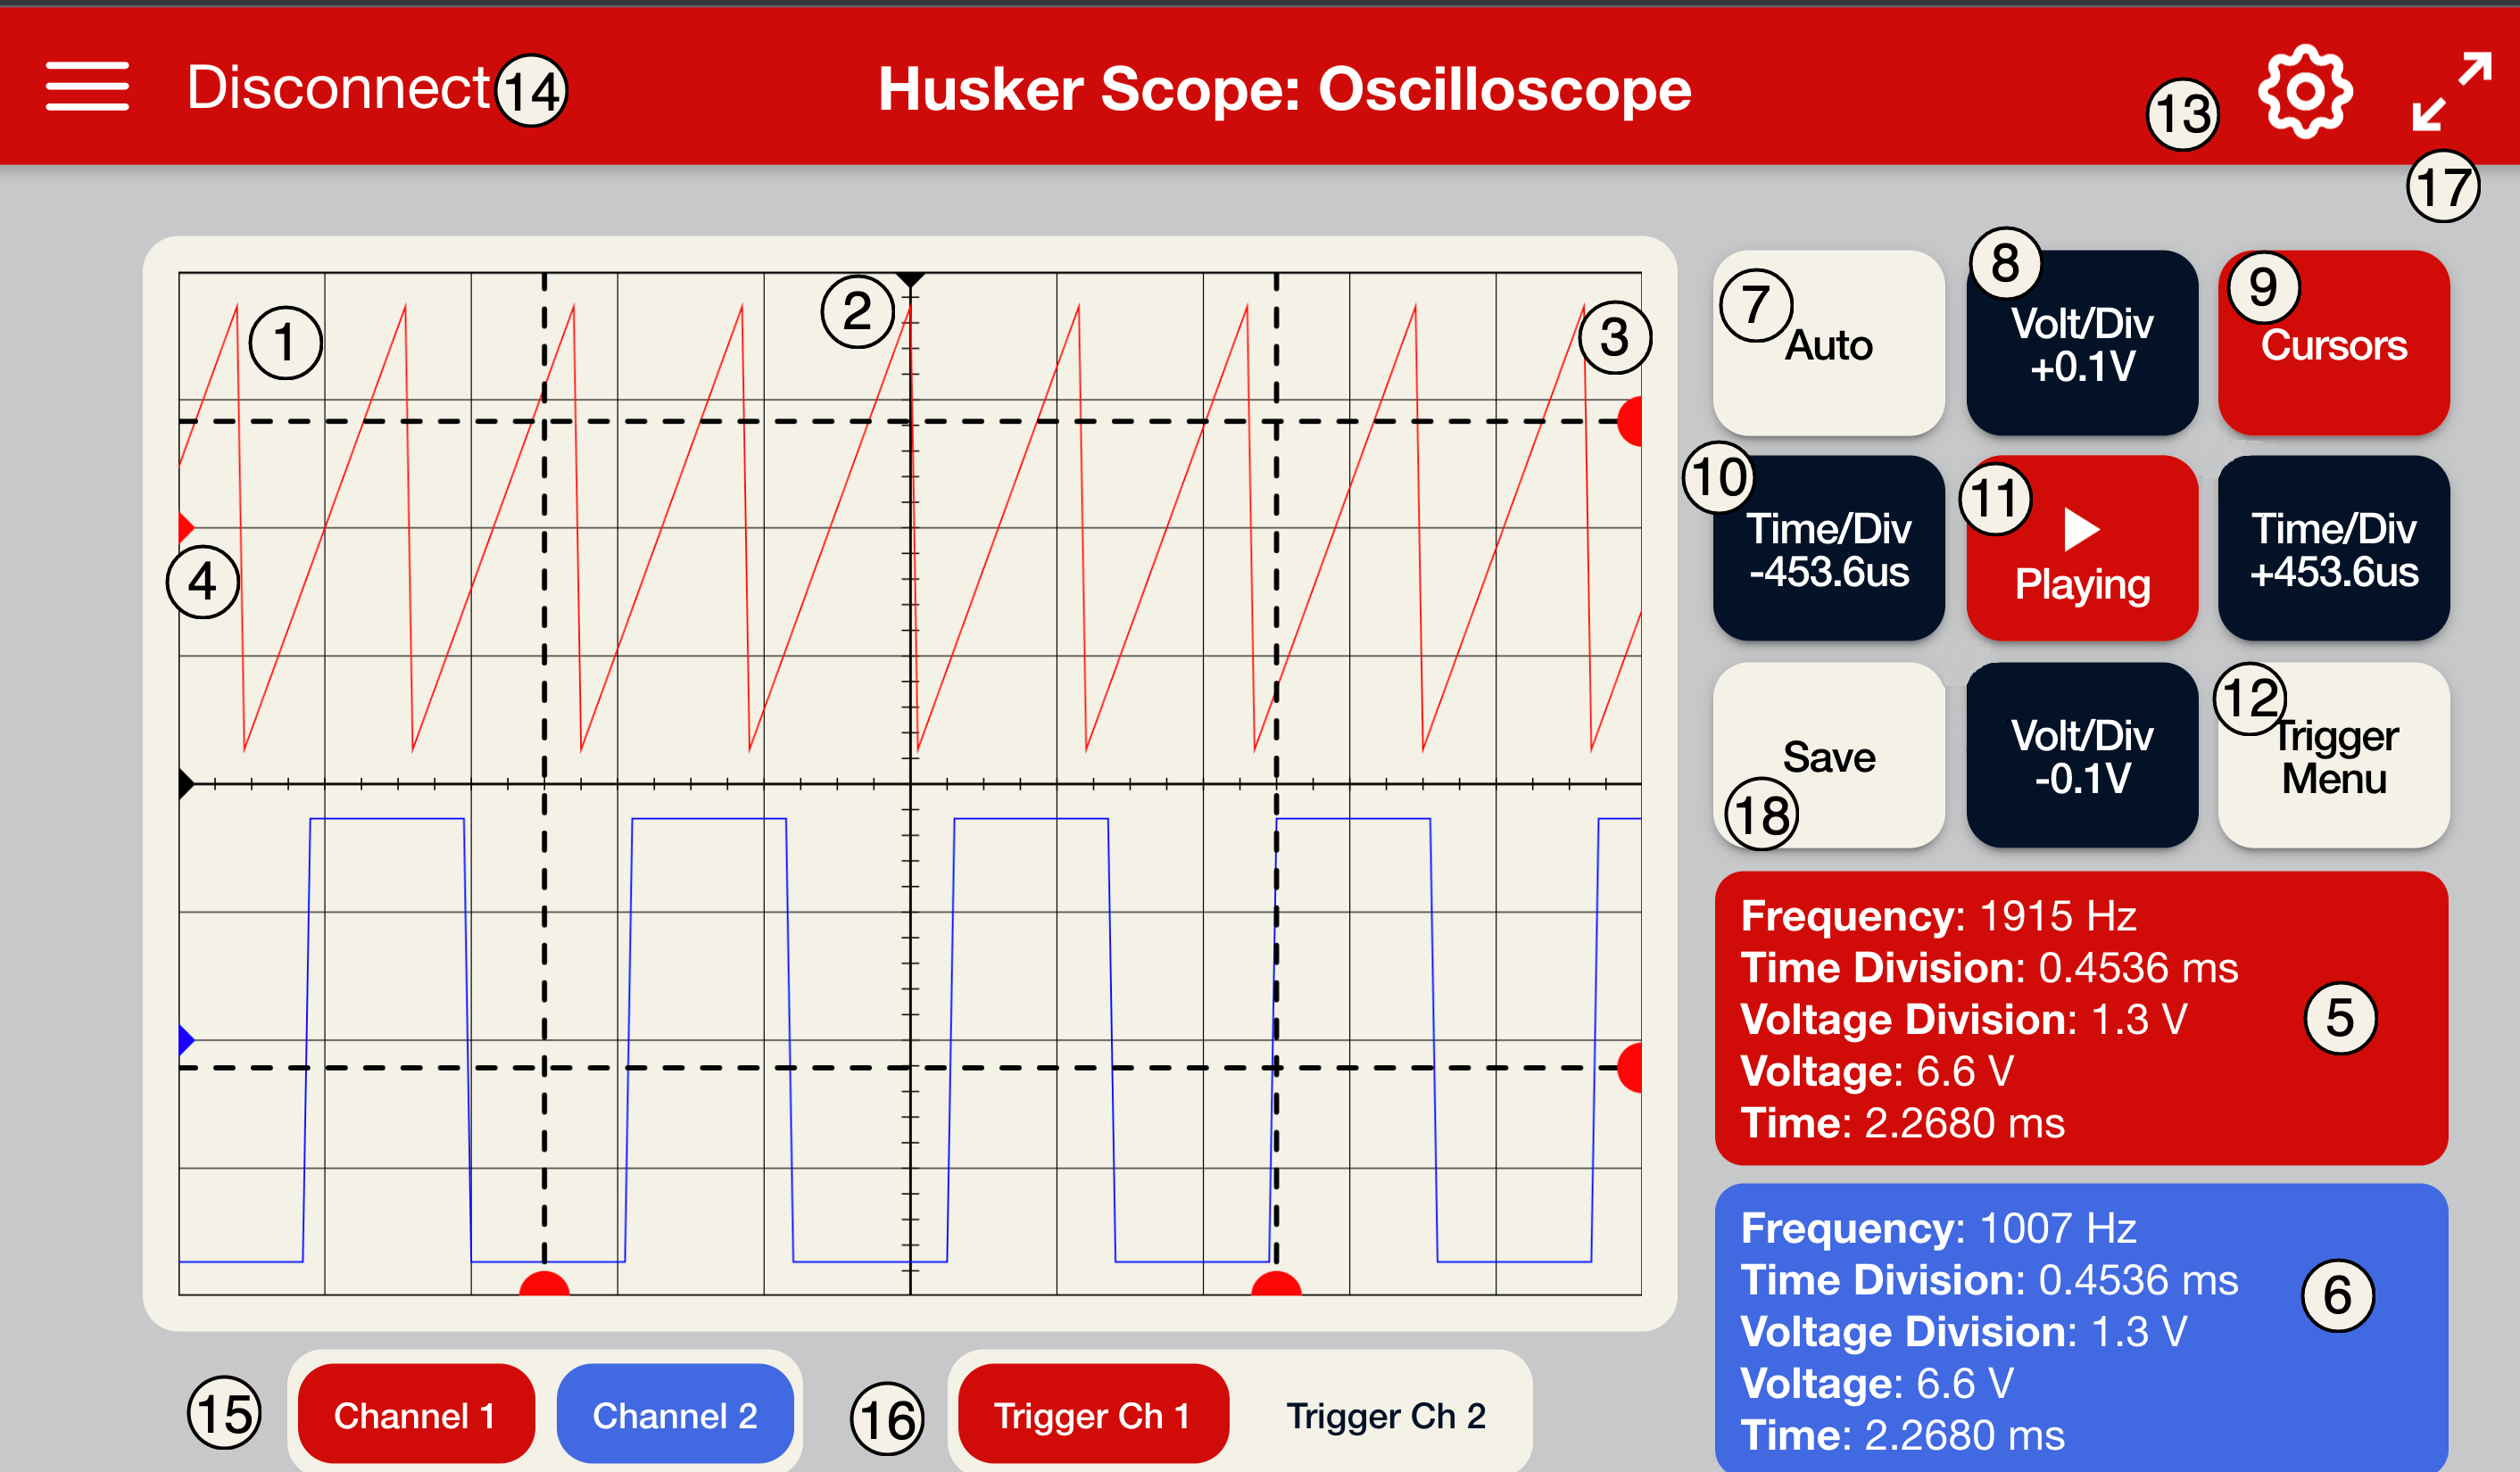 Disconnect
14
Husker Scope: Oscilloscope
13
17
1
2
3
4
7
Auto
8
Volt/Div
+0.1V
9
Cursors
10
Time/Div
-453.6us
11
Playing
Time/Div
+453.6us
Save
18
Volt/Div
-0.1V
12
Trigger
Menu
Frequency: 1915 Hz
Time Division: 0.4536 ms
Voltage Division: 1.3 V
Voltage: 6.6 V
Time: 2.2680 ms
5
Frequency: 1007 Hz
Time Division: 0.4536 ms
Voltage Division: 1.3 V
Voltage: 6.6 V
Time: 2.2680 ms
6
15
Channel 1
Channel 2
16
Trigger Ch 1
Trigger Ch 2